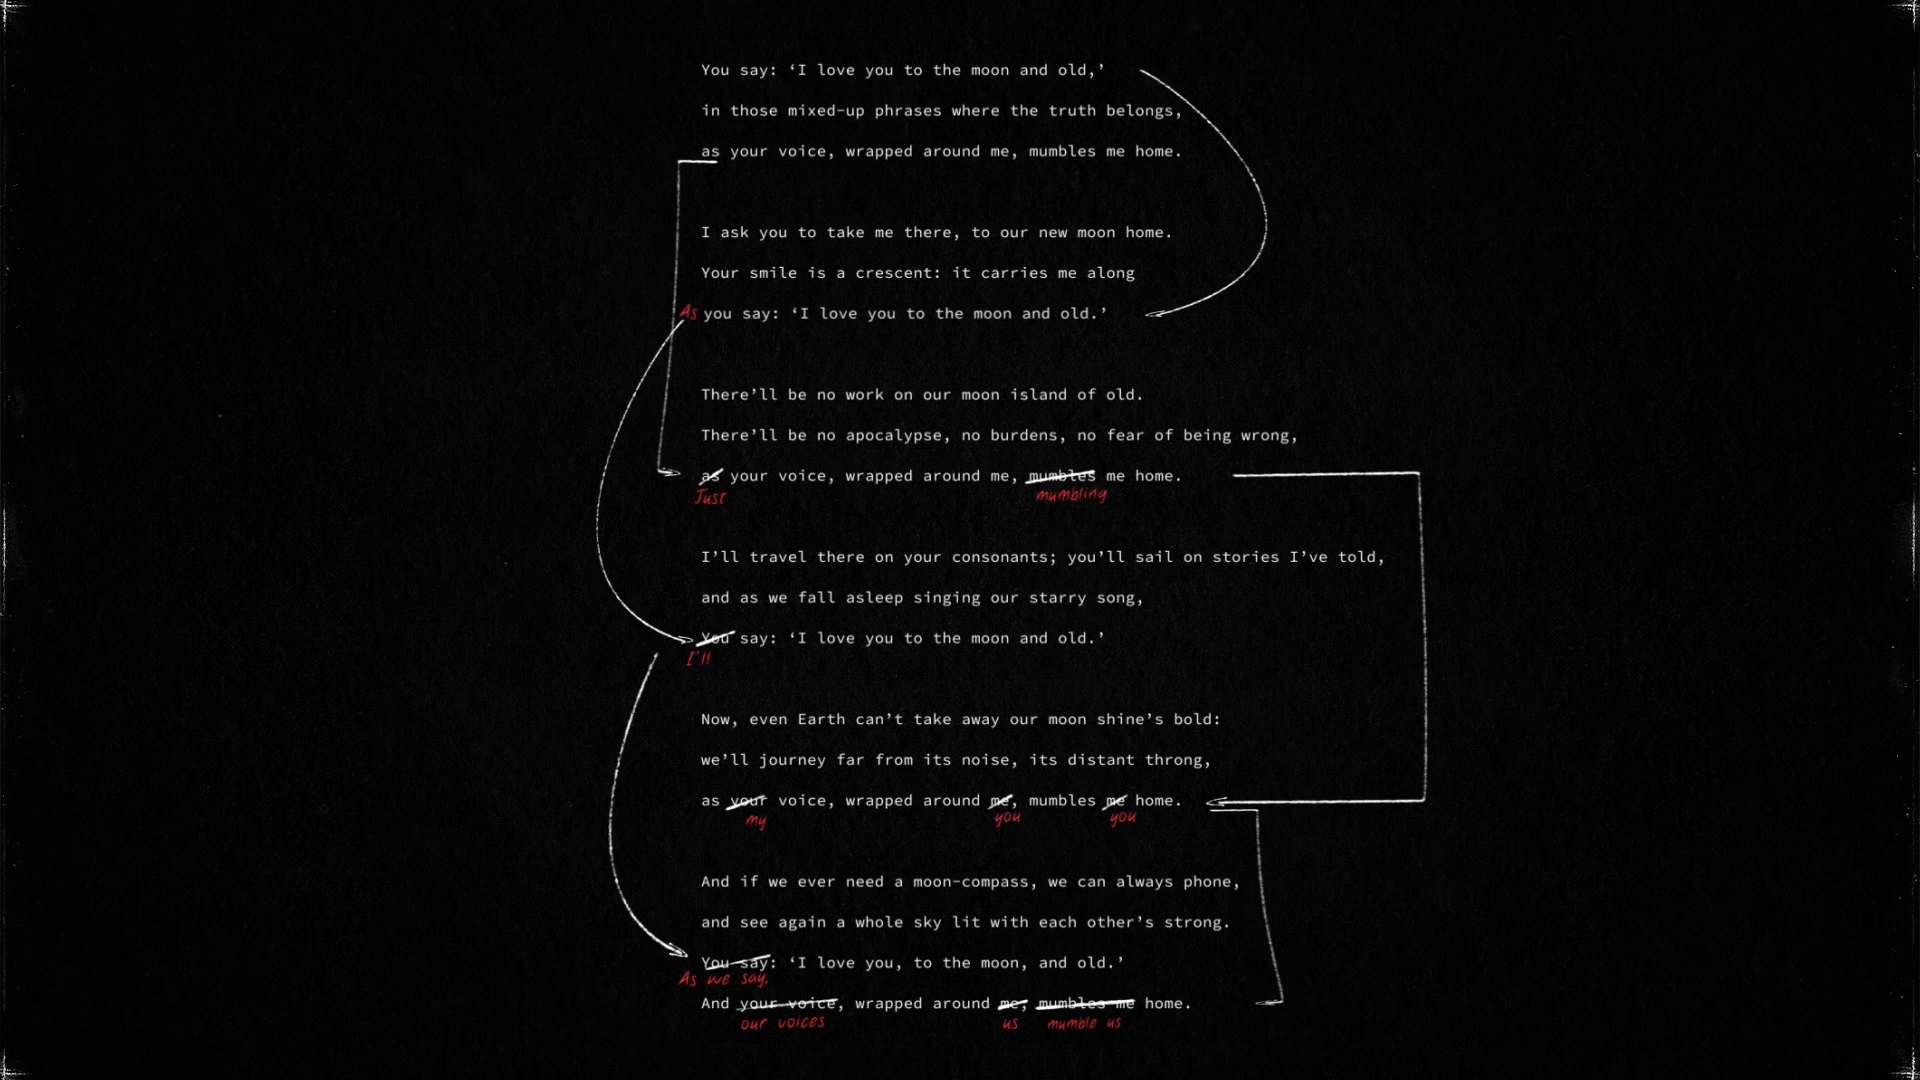 You say: ‘I love you to the moon and old,’
in those mixed-up phrases where the truth belongs,
as your voice, wrapped around me, mumbles me home.
I ask you to take me there, to our new moon home.
Your smile is a crescent: it carries me along
As you say: ‘I love you to the moon and old.’
There’ll be no work on our moon island of old.
There’ll be no apocalypse, no burdens, no fear of being wrong,
as your voice, wrapped around me, mumbles me home.
Just mumbling
I’ll travel there on your consonants; you’ll sail on stories I’ve told,
and as we fall asleep singing our starry song,
You say: ‘I love you to the moon and old.’
I’ll
Now, even Earth can’t take away our moon shine’s bold:
we’ll journey far from its noise, its distant throng,
as your voice, wrapped around me, mumbles me home.
my you you
And if we ever need a moon-compass, we can always phone,
and see again a whole sky lit with each other’s strong.
You say: ‘I love you, to the moon, and old.’
As we say,
And your voice, wrapped around me, mumbles me home.
our voices us mumble us